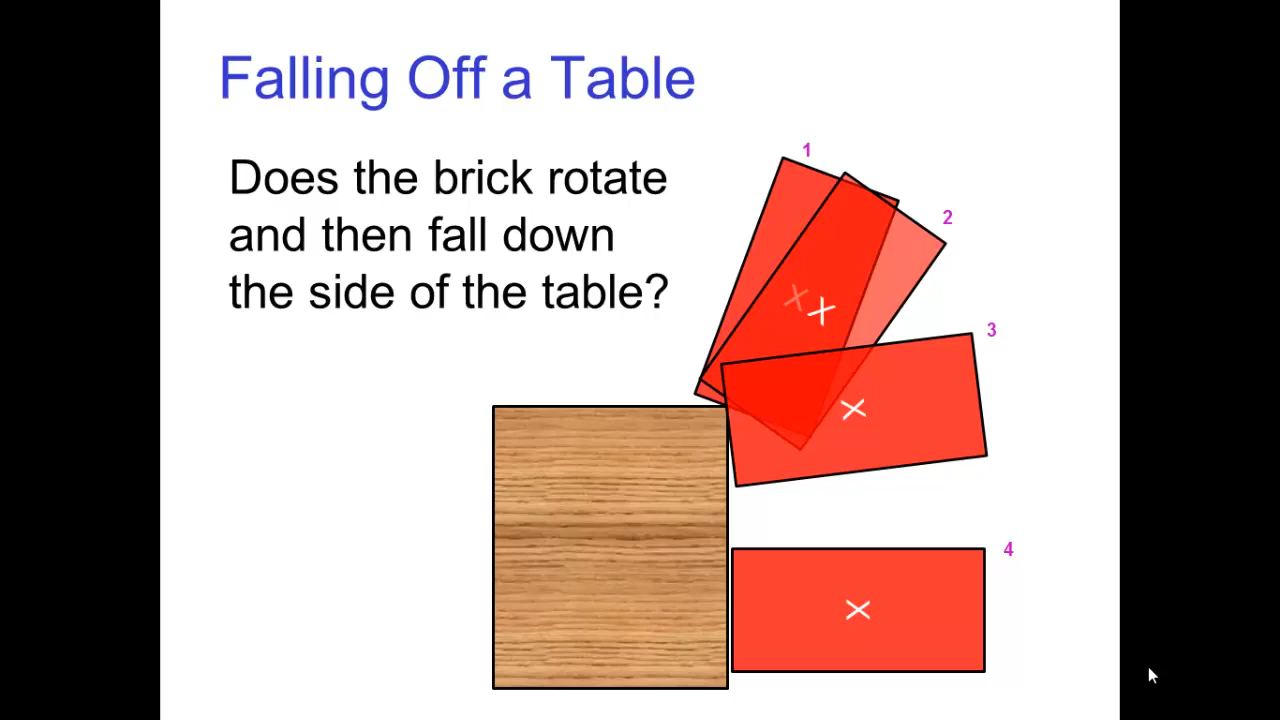 Falling Off a Table
Does the brick rotate
and then fall down
the side of the table?
1
2
3
4